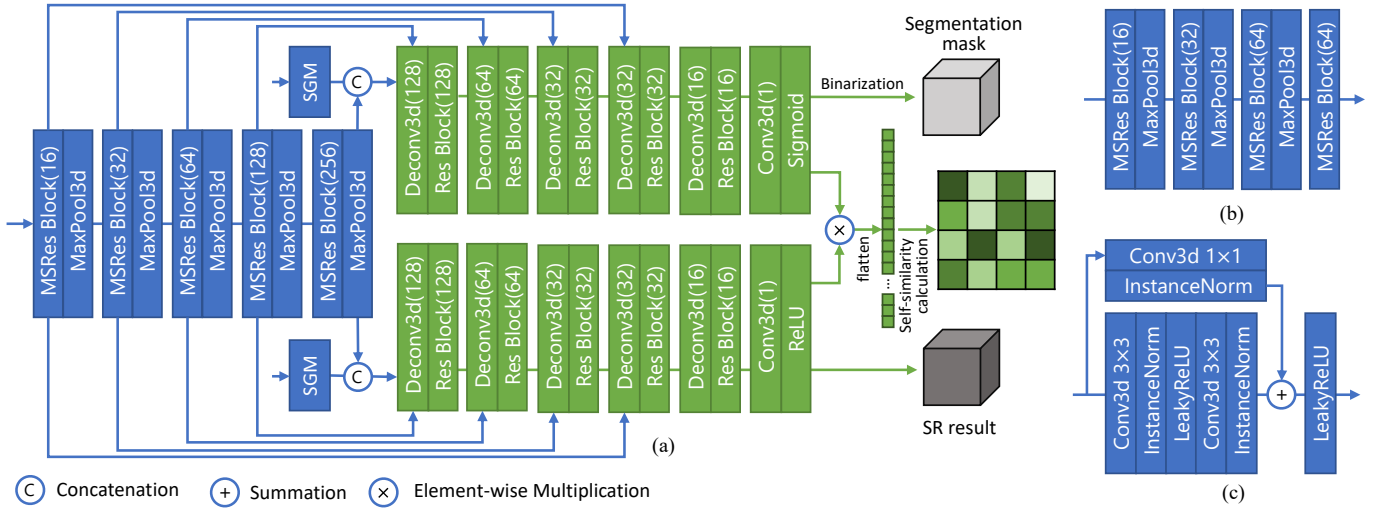 MSRes Block(16)
MaxPool3d
MSRes Block(32)
MaxPool3d
MSRes Block(64)
MaxPool3d
MSRes Block(128)
MaxPool3d
MSRes Block(256)
MaxPool3d
SGM
C
Deconv3d(128)
Res Block(128)
Deconv3d(64)
Res Block(64)
Deconv3d(32)
Res Block(32)
Deconv3d(32)
Res Block(32)
Deconv3d(16)
Res Block(16)
Conv3d(1)
Sigmoid
Binarization
Segmentation
mask
SGM
C
Deconv3d(128)
Res Block(128)
Deconv3d(64)
Res Block(64)
Deconv3d(32)
Res Block(32)
Deconv3d(32)
Res Block(32)
Deconv3d(16)
Res Block(16)
Conv3d(1)
ReLU
×
flatten
...
Self-similarity
calculation
SR result
(a)
MSRes Block(16)
MaxPool3d
MSRes Block(32)
MaxPool3d
MSRes Block(64)
MaxPool3d
MSRes Block(64)
(b)
Conv3d 1×1
InstanceNorm
Conv3d 3×3
InstanceNorm
LeakyReLU
Conv3d 3×3
InstanceNorm
+
LeakyReLU
(c)
C Concatenation
+ Summation
× Element-wise Multiplication